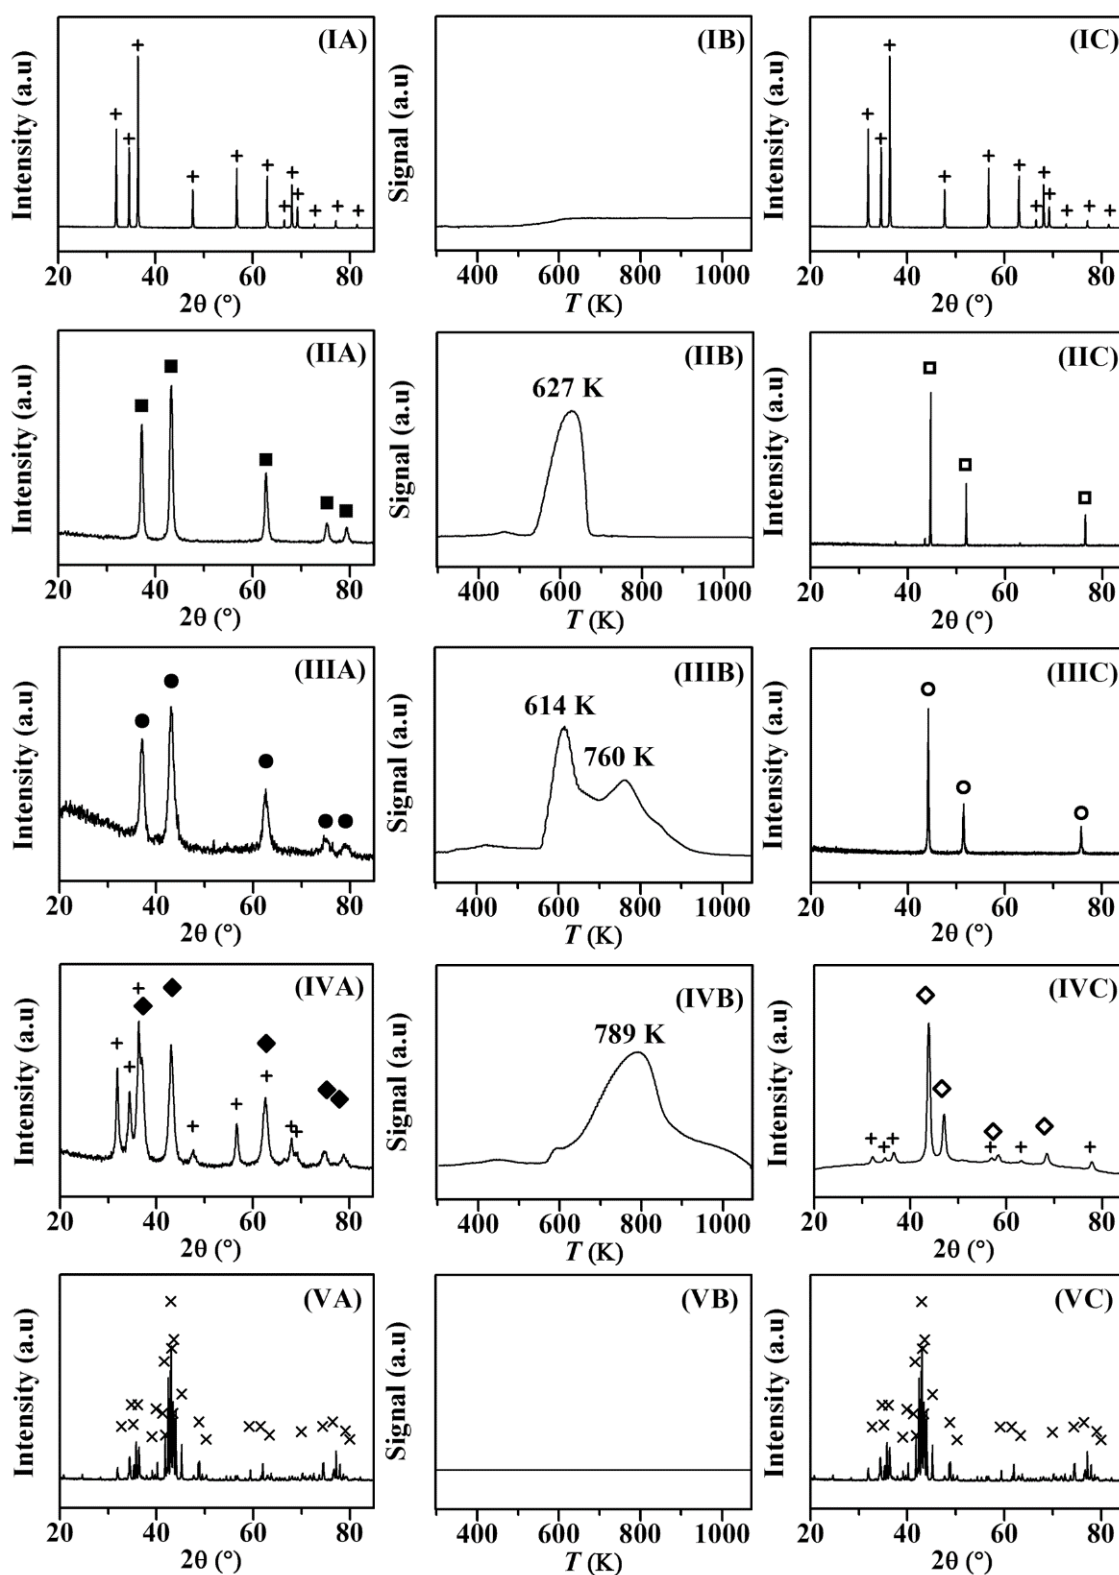 (IA)
Intensity (a.u)
20 40 60 80
2θ (°)
(IB)
Signal (a.u)
400 600 800 1000
T (K)
(IC)
Intensity (a.u)
20 40 60 80
2θ (°)
(IIA)
Intensity (a.u)
20 40 60 80
2θ (°)
(IIB)
627 K
Signal (a.u)
400 600 800 1000
T (K)
(IIC)
Intensity (a.u)
20 40 60 80
2θ (°)
(IIIA)
Intensity (a.u)
20 40 60 80
2θ (°)
(IIIB)
614 K
760 K
Signal (a.u)
400 600 800 1000
T (K)
(IIIC)
Intensity (a.u)
20 40 60 80
2θ (°)
(IVA)
Intensity (a.u)
20 40 60 80
2θ (°)
(IVB)
789 K
Signal (a.u)
400 600 800 1000
T (K)
(IVC)
Intensity (a.u)
20 40 60 80
2θ (°)
(VA)
Intensity (a.u)
20 40 60 80
2θ (°)
(VB)
Signal (a.u)
400 600 800 1000
T (K)
(VC)
Intensity (a.u)
20 40 60 80
2θ (°)